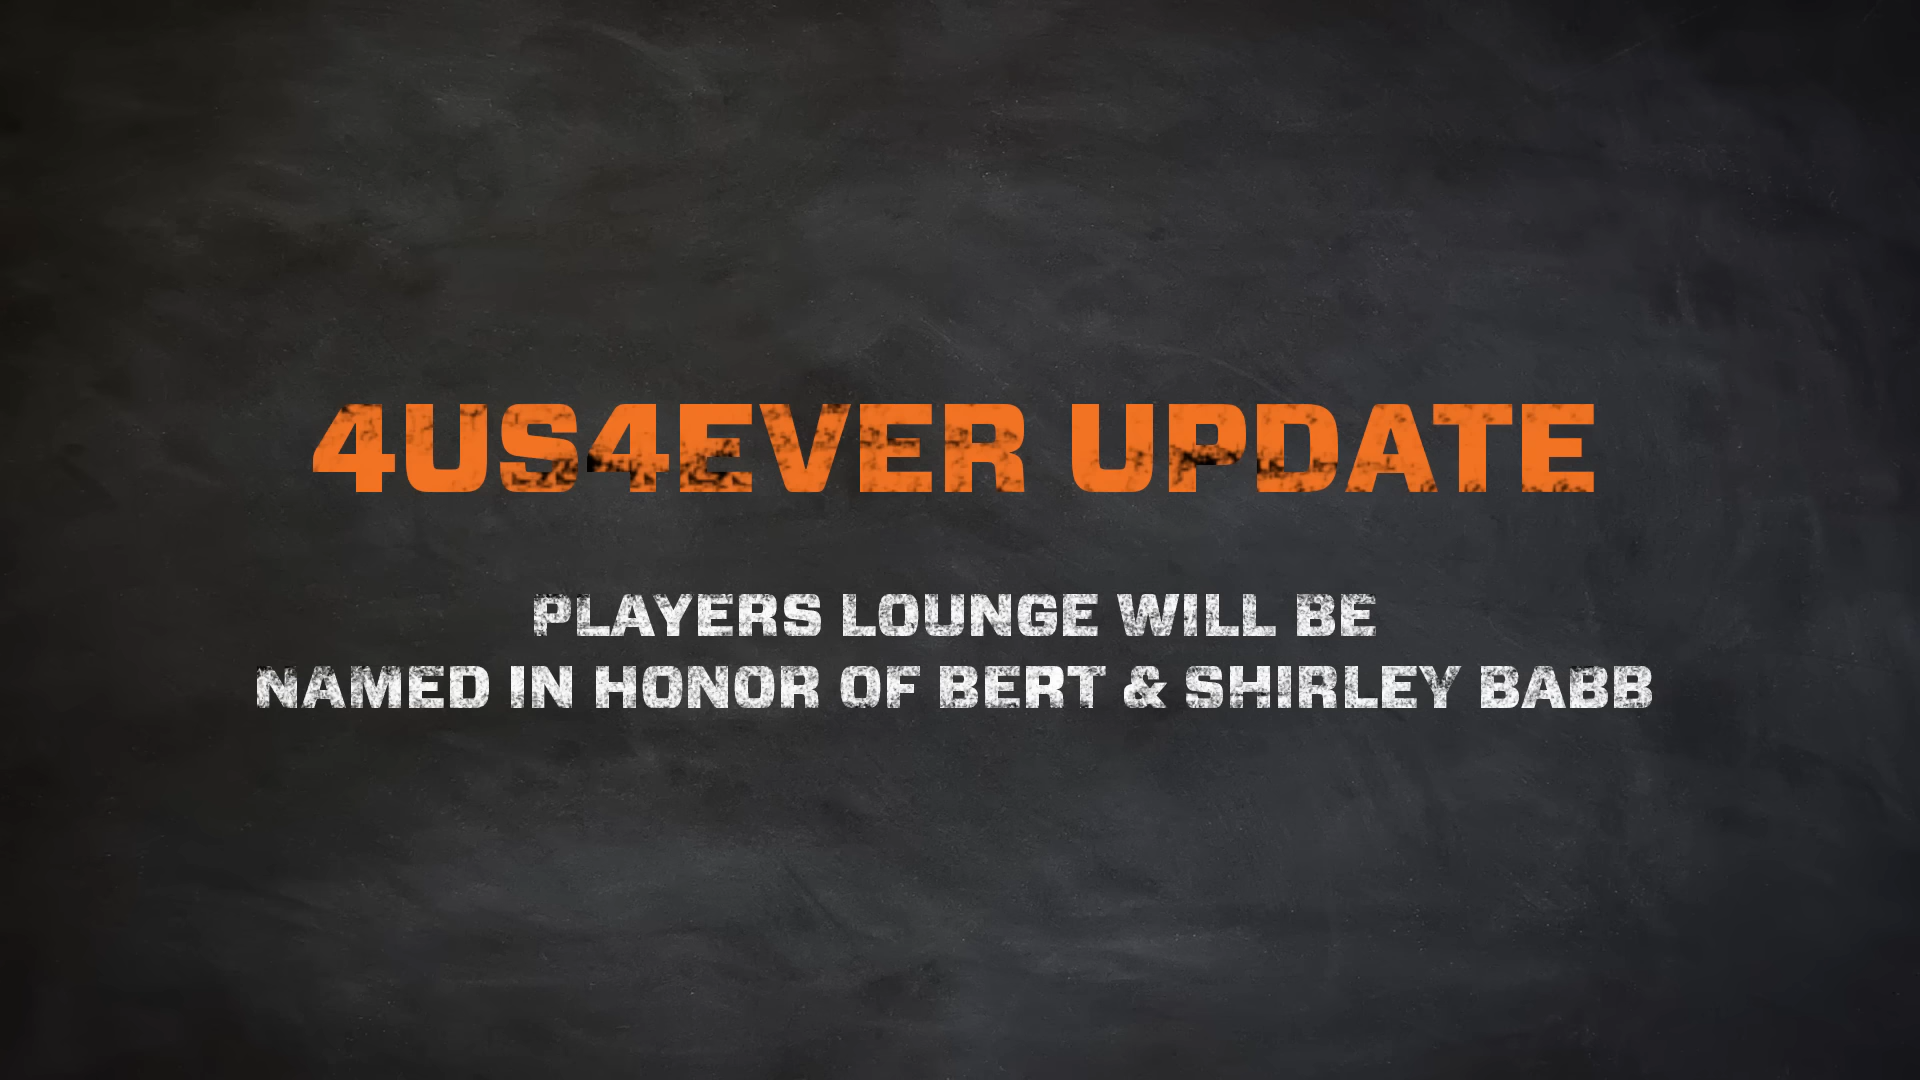 4US4EVER UPDATE
PLAYERS LOUNGE WILL BE
NAMED IN HONOR OF BERT & SHIRLEY BABB